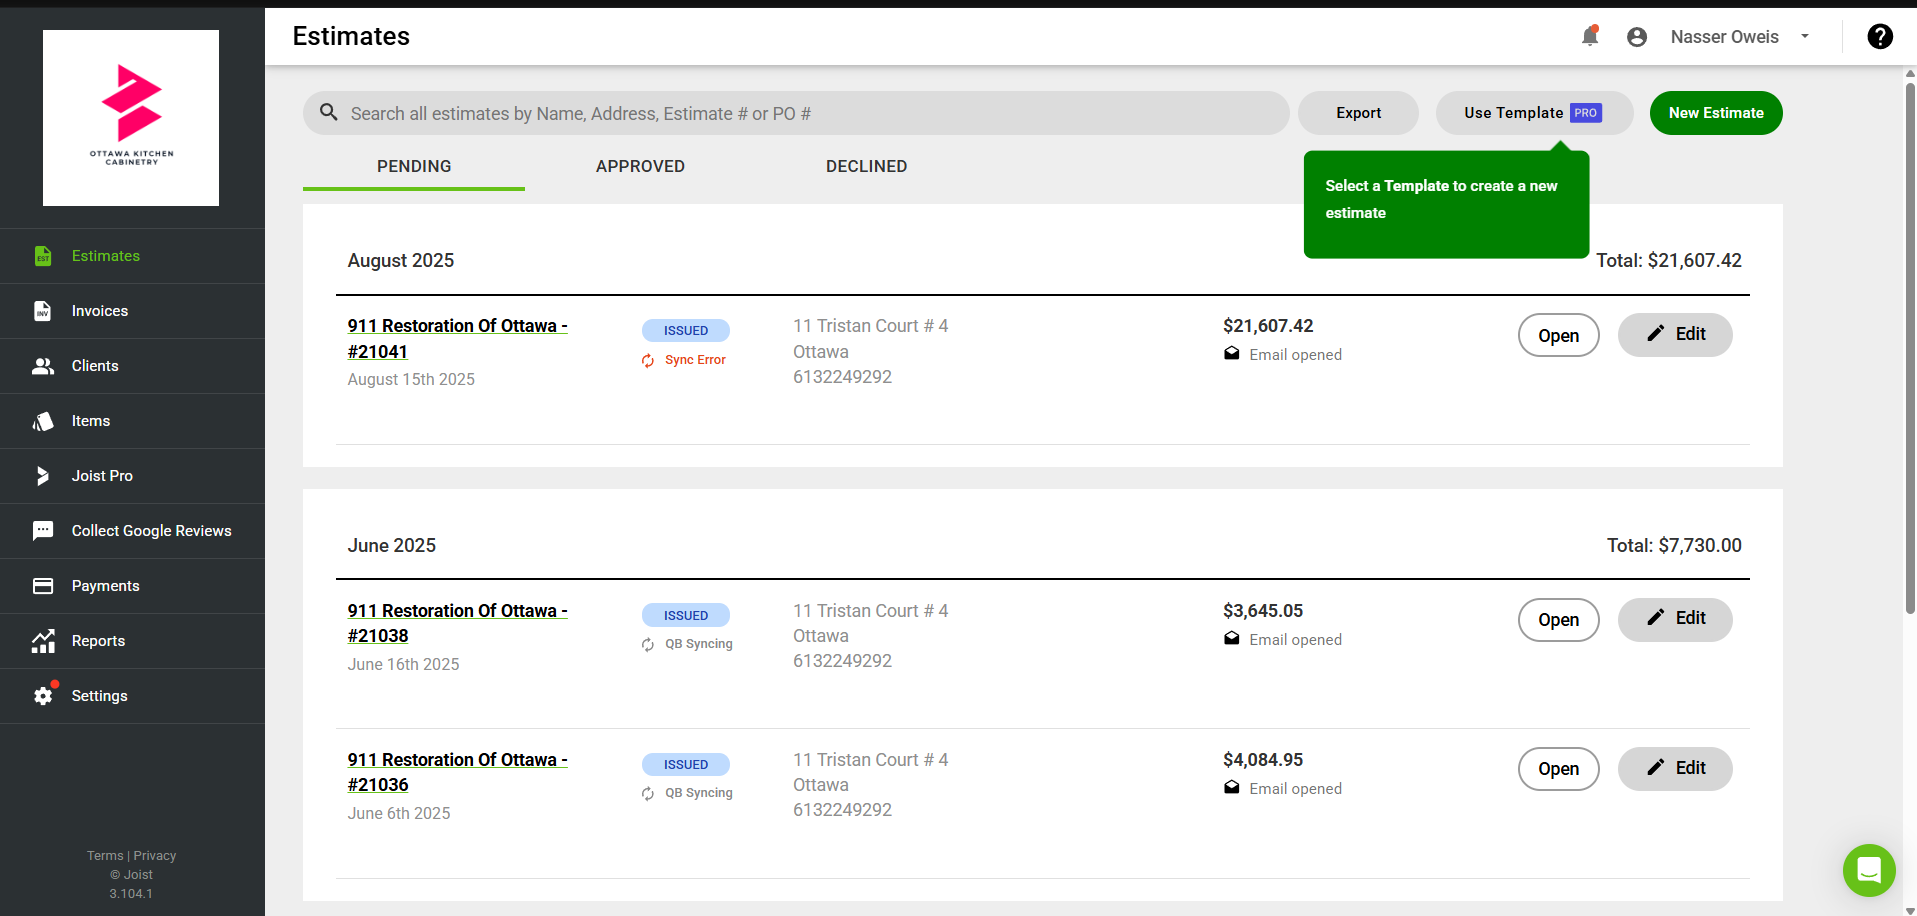 Estimates
Nasser Oweis
OTTAWA KITCHEN
CABINETRY
Estimates
Invoices
Clients
Items
Joist Pro
Collect Google Reviews
Payments
Reports
Settings
Terms | Privacy
© Joist
3.104.1
Search all estimates by Name, Address, Estimate # or PO #
Export
Use Template PRO
New Estimate
PENDING APPROVED DECLINED
Select a Template to create a new
estimate
August 2025 Total: $21,607.42
911 Restoration Of Ottawa -
#21041
August 15th 2025
ISSUED
Sync Error
11 Tristan Court # 4
Ottawa
6132249292
$21,607.42
Email opened
Open
Edit
June 2025 Total: $7,730.00
911 Restoration Of Ottawa -
#21038
June 16th 2025
ISSUED
QB Syncing
11 Tristan Court # 4
Ottawa
6132249292
$3,645.05
Email opened
Open
Edit
911 Restoration Of Ottawa -
#21036
June 6th 2025
ISSUED
QB Syncing
11 Tristan Court # 4
Ottawa
6132249292
$4,084.95
Email opened
Open
Edit